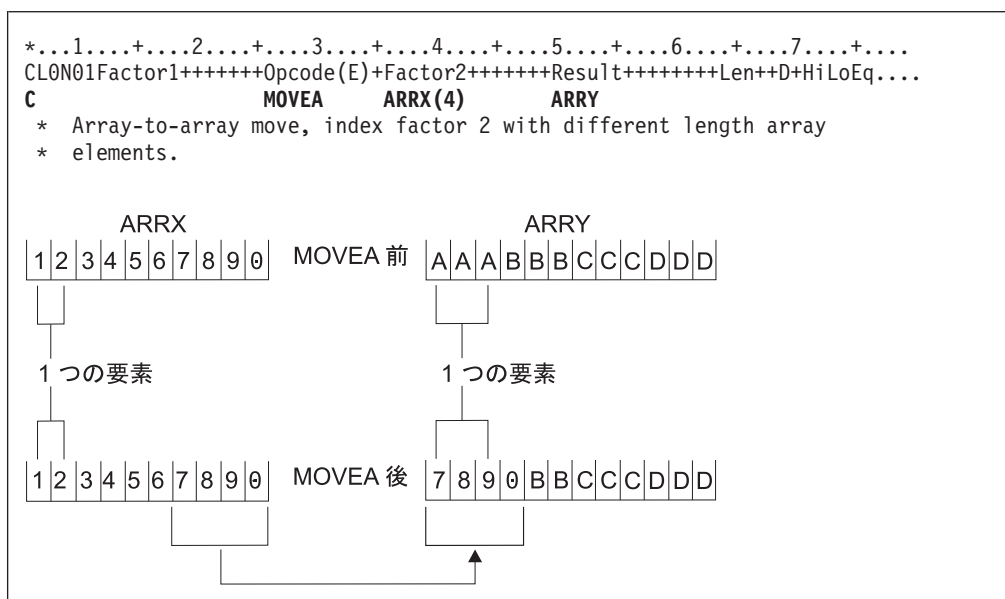 *...1....+....2....+....3....+....4....+....5....+....6....+....7....+....
CL0N01Factor1+++++++Opcode(E)+Factor2+++++++Result++++++++Len++D+HiLoEq....
C                   MOVEA     ARRX(4)       ARRY
 *  Array-to-array move, index factor 2 with different length array
 *  elements.
ARRX ARRY
1 2 3 4 5 6 7 8 9 0 MOVEA 前 A A A B B B C C C D D D
1 つの要素 1 つの要素
1 2 3 4 5 6 7 8 9 0 MOVEA 後 7 8 9 0 B B C C C D D D